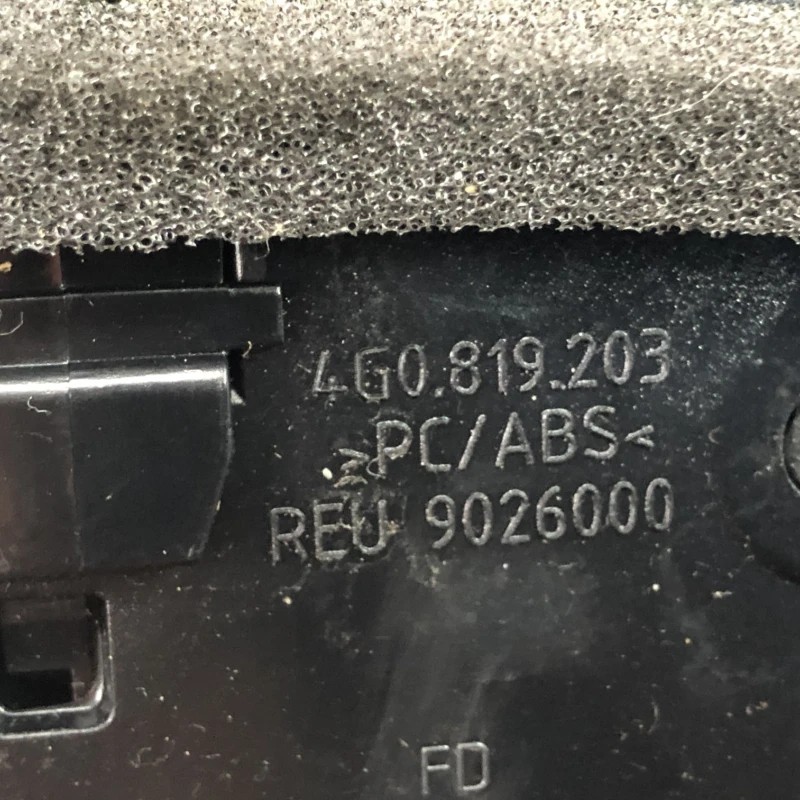 4G0.819.203
>PC/ABS<
REU 9026000
FD